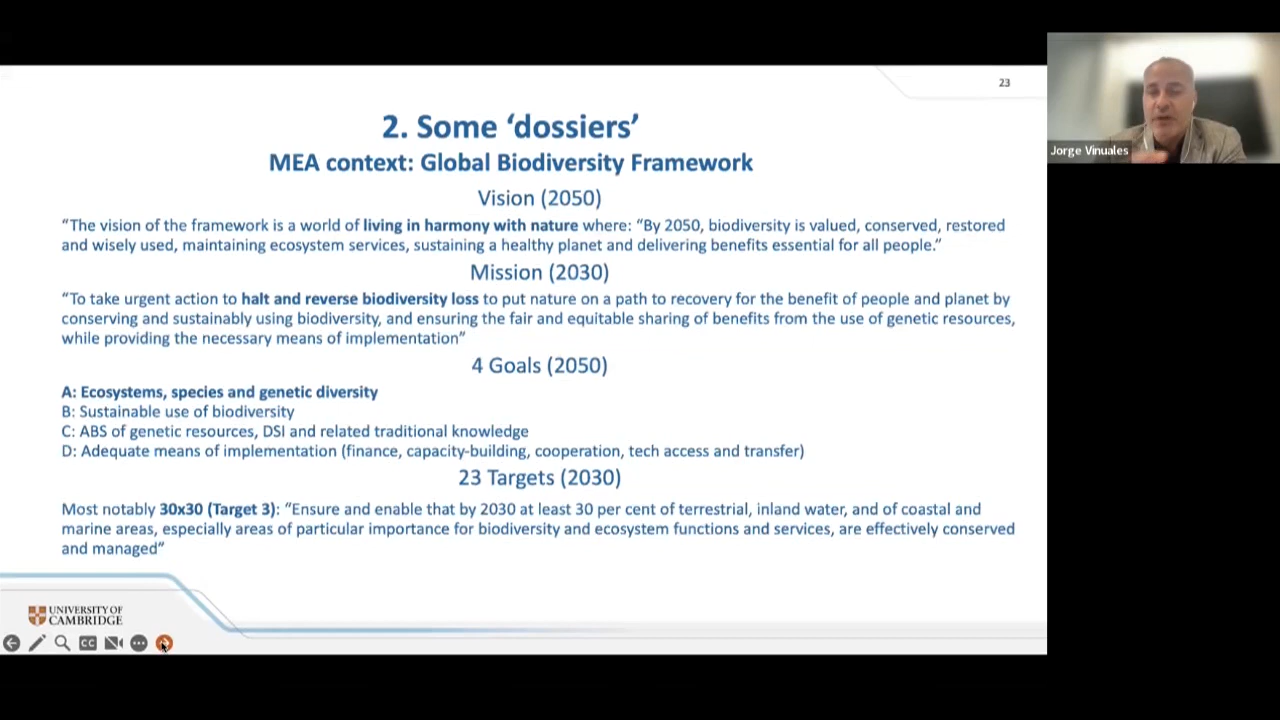 23
2. Some ‘dossiers’
MEA context: Global Biodiversity Framework
Vision (2050)
“The vision of the framework is a world of living in harmony with nature where: “By 2050, biodiversity is valued, conserved, restored
and wisely used, maintaining ecosystem services, sustaining a healthy planet and delivering benefits essential for all people.”
Mission (2030)
“To take urgent action to halt and reverse biodiversity loss to put nature on a path to recovery for the benefit of people and planet by
conserving and sustainably using biodiversity, and ensuring the fair and equitable sharing of benefits from the use of genetic resources,
while providing the necessary means of implementation”
4 Goals (2050)
A: Ecosystems, species and genetic diversity
B: Sustainable use of biodiversity
C: ABS of genetic resources, DSI and related traditional knowledge
D: Adequate means of implementation (finance, capacity-building, cooperation, tech access and transfer)
23 Targets (2030)
Most notably 30x30 (Target 3): “Ensure and enable that by 2030 at least 30 per cent of terrestrial, inland water, and of coastal and
marine areas, especially areas of particular importance for biodiversity and ecosystem functions and services, are effectively conserved
and managed”
UNIVERSITY OF
CAMBRIDGE
CC
Jorge Vinuales